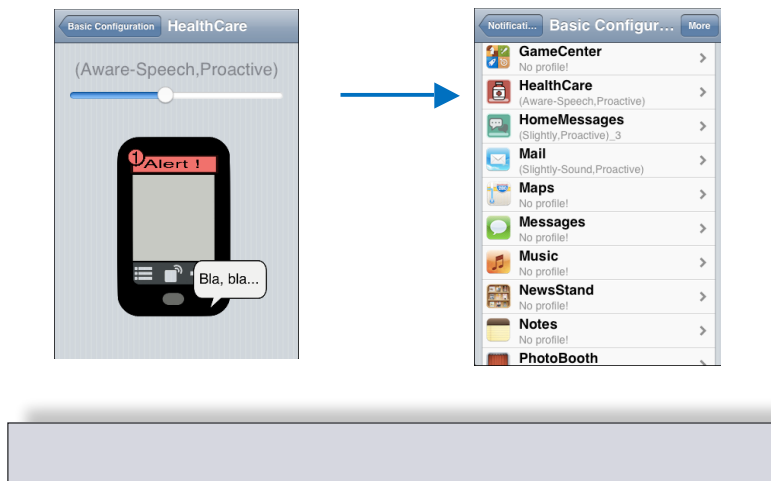 Basic Configuration
HealthCare
(Aware-Speech,Proactive)
1
Alert !
Bla, bla...
Notificati...
Basic Configur...
More
GameCenter
No profile!
HealthCare
(Aware-Speech,Proactive)
HomeMessages
(Slightly,Proactive)_3
Mail
(Slightly-Sound,Proactive)
Maps
No profile!
Messages
No profile!
Music
No profile!
NewsStand
No profile!
Notes
No profile!
PhotoBooth